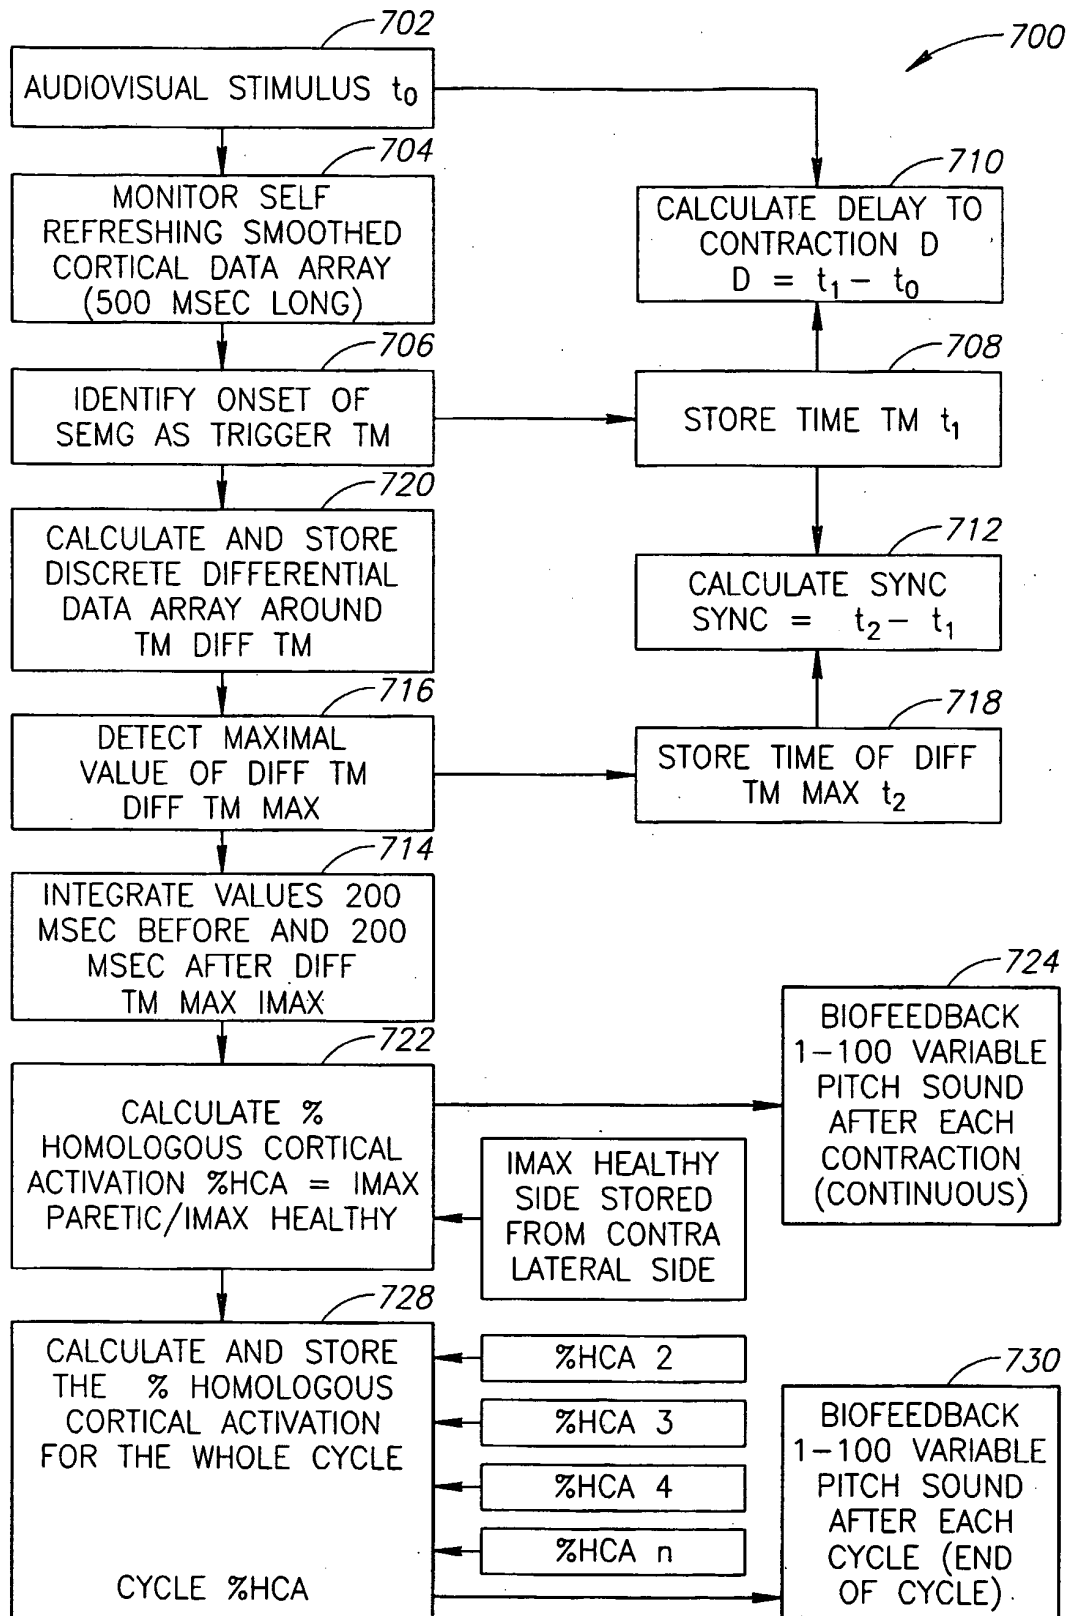 702
700
AUDIOVISUAL STIMULUS t0
704
MONITOR SELF
REFRESHING SMOOTHED
CORTICAL DATA ARRAY
(500 MSEC LONG)
710
CALCULATE DELAY TO
CONTRACTION D
D = t1 - t0
706
IDENTIFY ONSET OF
SEMG AS TRIGGER TM
708
STORE TIME TM t1
720
CALCULATE AND STORE
DISCRETE DIFFERENTIAL
DATA ARRAY AROUND
TM DIFF TM
712
CALCULATE SYNC
SYNC = t2 - t1
716
DETECT MAXIMAL
VALUE OF DIFF TM
DIFF TM MAX
718
STORE TIME OF DIFF
TM MAX t2
714
INTEGRATE VALUES 200
MSEC BEFORE AND 200
MSEC AFTER DIFF
TM MAX IMAX
722
CALCULATE %
HOMOLOGOUS CORTICAL
ACTIVATION %HCA = IMAX
PARETIC/IMAX HEALTHY
724
BIOFEEDBACK
1-100 VARIABLE
PITCH SOUND
AFTER EACH
CONTRACTION
(CONTINUOUS)
IMAX HEALTHY
SIDE STORED
FROM CONTRA
LATERAL SIDE
728
CALCULATE AND STORE
THE % HOMOLOGOUS
CORTICAL ACTIVATION
FOR THE WHOLE CYCLE
CYCLE %HCA
%HCA 2
%HCA 3
%HCA 4
%HCA n
730
BIOFEEDBACK
1-100 VARIABLE
PITCH SOUND
AFTER EACH
CYCLE (END
OF CYCLE)